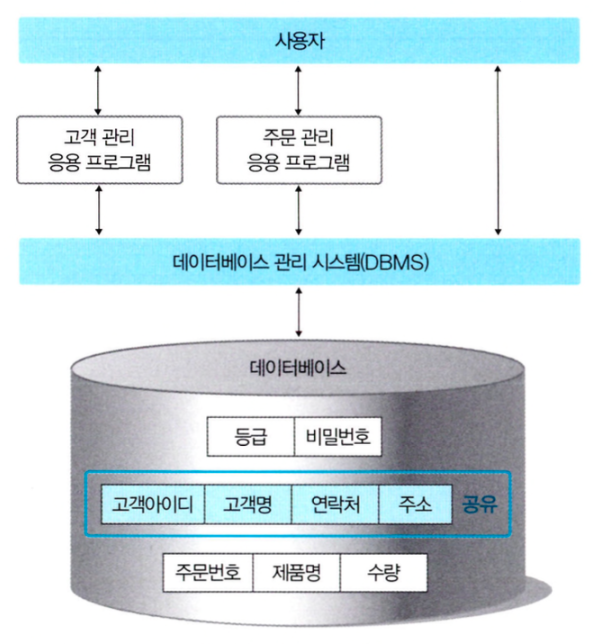 사용자
고객 관리
응용 프로그램
주문 관리
응용 프로그램
데이터베이스 관리 시스템(DBMS)
데이터베이스
등급 비밀번호
고객아이디 고객명 연락처 주소 공유
주문번호 제품명 수량